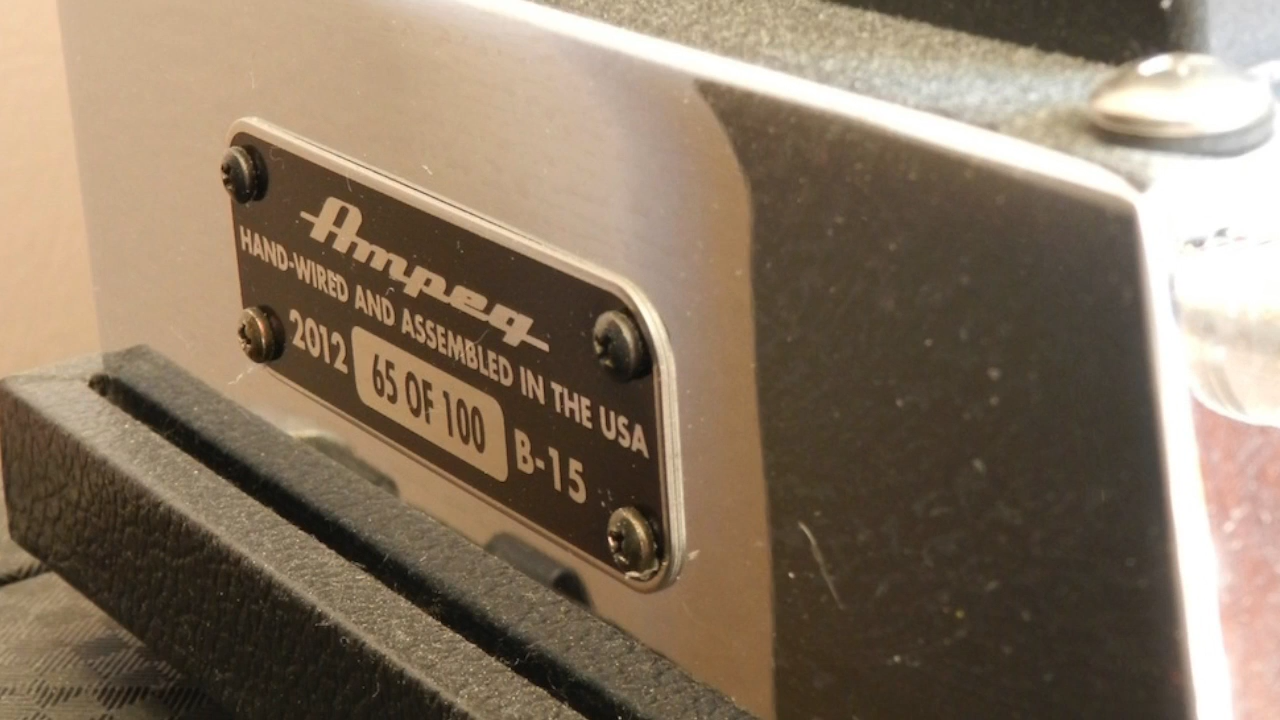 Ampeg
HAND-WIRED AND ASSEMBLED IN THE USA
2012 65 OF 100 B-15